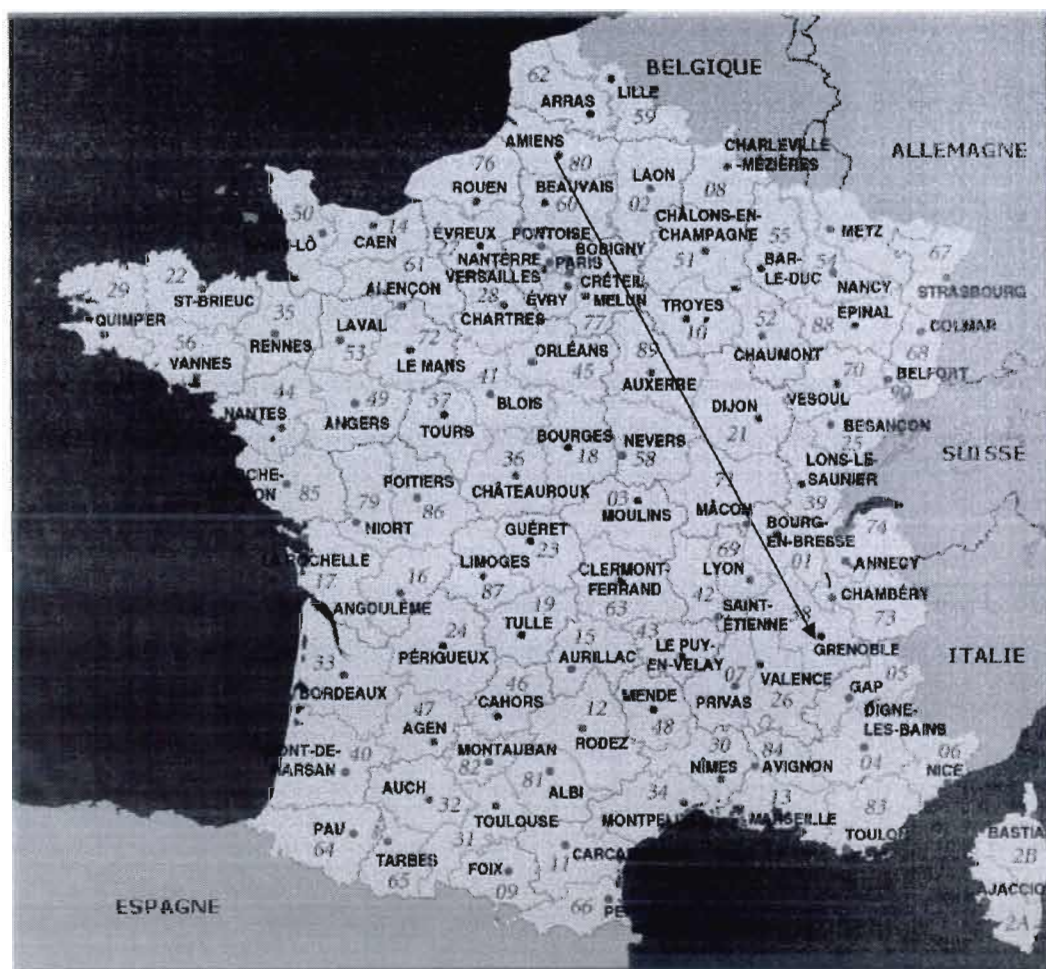 BELGIQUE
62
LILLE
ARRAS
59
AMIENS
80
CHARLEVILLE
-MÉZIÈRES
ALLEMAGNE
76
ROUEN
BEAUVAIS
60
LAON
02
08
50
14
CAEN
ÉVREUX
PONTOISE
BOBIGNY
CHÂLONS-EN-
CHAMPAGNE
51
55
METZ
67
NANTERRE
PARIS
VERSAILLES
CRÉTEIL
BAR-
LE-DUC
54
NANCY
STRASBOURG
61
ALENÇON
28
CHARTRES
ÉVRY
MELUN
77
TROYES
10
52
CHAUMONT
88
EPINAL
COLMAR
68
22
ST-BRIEUC
29
QUIMPER
35
RENNES
LAVAL
53
72
LE MANS
56
VANNES
ORLÉANS
45
89
AUXERRE
70
VESOUL
BELFORT
90
44
NANTES
49
ANGERS
37
TOURS
41
BLOIS
DIJON
21
BESANÇON
25
BOURGES
18
NEVERS
58
SUISSE
85
79
NIORT
POITIERS
86
36
CHÂTEAUROUX
03
MOULINS
71
LONS-LE-
SAUNIER
39
MÂCON
BOURG-
EN-BRESSE
01
74
ANNECY
LA ROCHELLE
17
16
ANGOULÊME
GUÉRET
23
LIMOGES
87
CLERMONT-
FERRAND
63
69
LYON
42
CHAMBÉRY
73
19
TULLE
SAINT-
ÉTIENNE
38
GRENOBLE
24
PÉRIGUEUX
15
AURILLAC
43
LE PUY-
EN-VELAY
ITALIE
33
BORDEAUX
46
CAHORS
MENDE
48
07
PRIVAS
VALENCE
26
05
GAP
DIGNE-
LES-BAINS
04
47
AGEN
12
RODEZ
40
MONT-DE-
MARSAN
MONTAUBAN
82
81
ALBI
30
NÎMES
84
AVIGNON
06
NICE
AUCH
32
TOULOUSE
31
34
13
MARSEILLE
83
PAU
64
TARBES
65
FOIX
09
11
66
BASTIA
2B
AJACCIO
2A
ESPAGNE